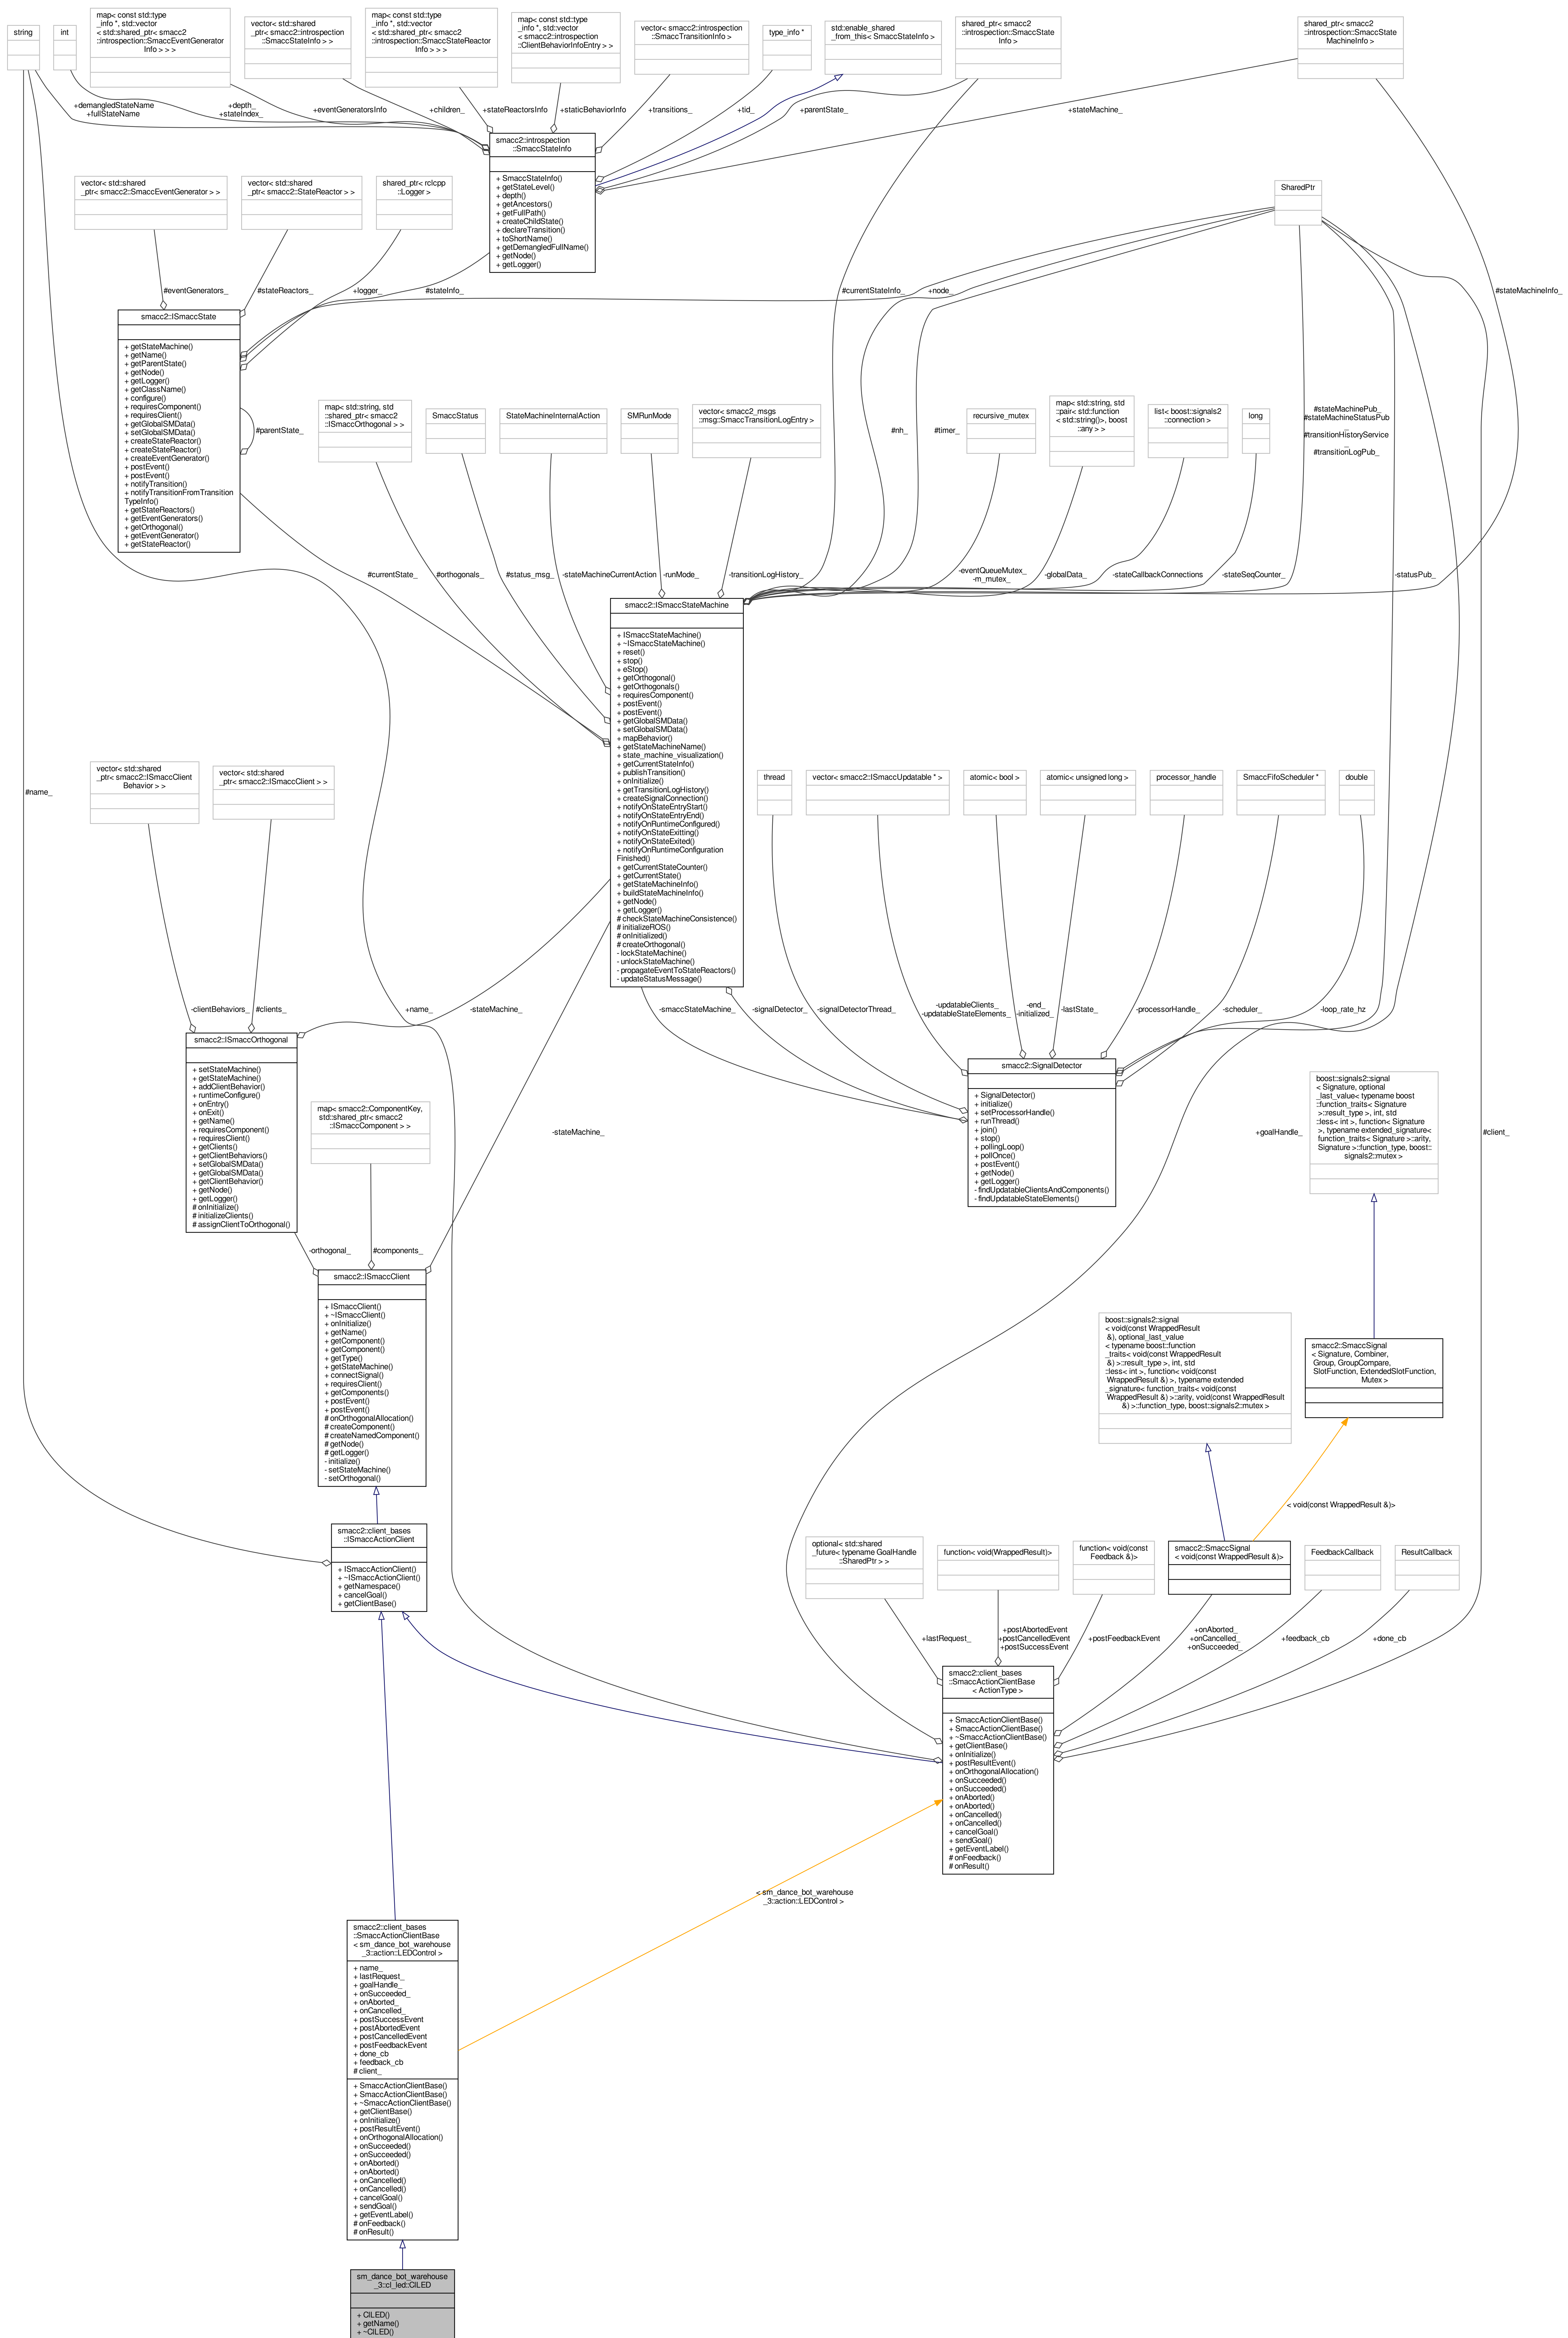 string
int
map< const std::type
_info *, std::vector
< std::shared_ptr< smacc2
::introspection::SmaccEventGenerator
Info > > >
vector< std::shared
_ptr< smacc2::introspection
::SmaccStateInfo > >
map< const std::type
_info *, std::vector
< std::shared_ptr< smacc2
::introspection::SmaccStateReactor
Info > > >
map< const std::type
_info *, std::vector
< smacc2::introspection
::ClientBehaviorInfoEntry > >
vector< smacc2::introspection
::SmaccTransitionInfo >
type_info *
std::enable_shared
_from_this< SmaccStateInfo >
shared_ptr< smacc2
::introspection::SmaccState
Info >
shared_ptr< smacc2
::introspection::SmaccState
MachineInfo >
+demangledStateName
+fullStateName
+depth_
+stateIndex_
+eventGeneratorsInfo
+children_
+stateReactorsInfo
+staticBehaviorInfo
+transitions_
+tid_
+parentState_
+stateMachine_
smacc2::introspection
::SmaccStateInfo
+ SmaccStateInfo()
+ getStateLevel()
+ depth()
+ getAncestors()
+ getFullPath()
+ createChildState()
+ declareTransition()
+ toShortName()
+ getDemangledFullName()
+ getNode()
+ getLogger()
vector< std::shared
_ptr< smacc2::SmaccEventGenerator > >
vector< std::shared
_ptr< smacc2::StateReactor > >
shared_ptr< rclcpp
::Logger >
SharedPtr
#eventGenerators_
#stateReactors_
+logger_
#stateInfo_
#currentStateInfo_
+node_
#stateMachineInfo_
smacc2::ISmaccState
+ getStateMachine()
+ getName()
+ getParentState()
+ getNode()
+ getLogger()
+ getClassName()
+ configure()
+ requiresComponent()
+ requiresClient()
+ getGlobalSMData()
+ setGlobalSMData()
+ createStateReactor()
+ createStateReactor()
+ createEventGenerator()
+ postEvent()
+ postEvent()
+ notifyTransition()
+ notifyTransitionFromTransition
TypeInfo()
+ getStateReactors()
+ getEventGenerators()
+ getOrthogonal()
+ getEventGenerator()
+ getStateReactor()
#parentState_
map< std::string, std
::shared_ptr< smacc2
::ISmaccOrthogonal > >
SmaccStatus
StateMachineInternalAction
SMRunMode
vector< smacc2_msgs
::msg::SmaccTransitionLogEntry >
#nh_
#timer_
recursive_mutex
map< std::string, std
::pair< std::function
< std::string()>, boost
::any > >
list< boost::signals2
::connection >
long
#stateMachinePub_
#stateMachineStatusPub
_
#transitionHistoryService
_
#transitionLogPub_
#currentState_
#orthogonals_
#status_msg_
-stateMachineCurrentAction
-runMode_
-transitionLogHistory_
-eventQueueMutex_
-m_mutex_
-globalData_
-stateCallbackConnections
-stateSeqCounter_
-statusPub_
smacc2::ISmaccStateMachine
+ ISmaccStateMachine()
+ ~ISmaccStateMachine()
+ reset()
+ stop()
+ eStop()
+ getOrthogonal()
+ getOrthogonals()
+ requiresComponent()
+ postEvent()
+ postEvent()
+ getGlobalSMData()
+ setGlobalSMData()
+ mapBehavior()
+ getStateMachineName()
+ state_machine_visualization()
+ getCurrentStateInfo()
+ publishTransition()
+ onInitialize()
+ getTransitionLogHistory()
+ createSignalConnection()
+ notifyOnStateEntryStart()
+ notifyOnStateEntryEnd()
+ notifyOnRuntimeConfigured()
+ notifyOnStateExitting()
+ notifyOnStateExited()
+ notifyOnRuntimeConfiguration
Finished()
+ getCurrentStateCounter()
+ getCurrentState()
+ getStateMachineInfo()
+ buildStateMachineInfo()
+ getNode()
+ getLogger()
# checkStateMachineConsistence()
# initializeROS()
# onInitialized()
# createOrthogonal()
- lockStateMachine()
- unlockStateMachine()
- propagateEventToStateReactors()
- updateStatusMessage()
#name_
vector< std::shared
_ptr< smacc2::ISmaccClient
Behavior > >
vector< std::shared
_ptr< smacc2::ISmaccClient > >
thread
vector< smacc2::ISmaccUpdatable * >
atomic< bool >
atomic< unsigned long >
processor_handle
SmaccFifoScheduler *
double
-clientBehaviors_
#clients_
+name_
-stateMachine_
-smaccStateMachine_
-signalDetector_
-signalDetectorThread_
-updatableClients_
-updatableStateElements_
-end_
-initialized_
-lastState_
-processorHandle_
-scheduler_
-loop_rate_hz
smacc2::ISmaccOrthogonal
+ setStateMachine()
+ getStateMachine()
+ addClientBehavior()
+ runtimeConfigure()
+ onEntry()
+ onExit()
+ getName()
+ requiresComponent()
+ requiresClient()
+ getClients()
+ getClientBehaviors()
+ setGlobalSMData()
+ getGlobalSMData()
+ getClientBehavior()
+ getNode()
+ getLogger()
# onInitialize()
# initializeClients()
# assignClientToOrthogonal()
smacc2::SignalDetector
+ SignalDetector()
+ initialize()
+ setProcessorHandle()
+ runThread()
+ join()
+ stop()
+ pollingLoop()
+ pollOnce()
+ postEvent()
+ getNode()
+ getLogger()
- findUpdatableClientsAndComponents()
- findUpdatableStateElements()
map< smacc2::ComponentKey,
std::shared_ptr< smacc2
::ISmaccComponent > >
-stateMachine_
+goalHandle_
#client_
boost::signals2::signal
< Signature, optional
_last_value< typename boost
::function_traits< Signature
>::result_type >, int, std
::less< int >, function< Signature
>, typename extended_signature<
function_traits< Signature >::arity,
Signature >::function_type, boost::
signals2::mutex >
-orthogonal_
#components_
smacc2::ISmaccClient
+ ISmaccClient()
+ ~ISmaccClient()
+ onInitialize()
+ getName()
+ getComponent()
+ getComponent()
+ getType()
+ getStateMachine()
+ connectSignal()
+ requiresClient()
+ getComponents()
+ postEvent()
+ postEvent()
# onOrthogonalAllocation()
# createComponent()
# createNamedComponent()
# getNode()
# getLogger()
- initialize()
- setStateMachine()
- setOrthogonal()
boost::signals2::signal
< void(const WrappedResult
&), optional_last_value
< typename boost::function
_traits< void(const WrappedResult
&) >::result_type >, int, std
::less< int >, function< void(const
WrappedResult &) >, typename extended
_signature< function_traits< void(const
WrappedResult &) >::arity, void(const WrappedResult
&) >::function_type, boost::signals2::mutex >
smacc2::SmaccSignal
< Signature, Combiner,
Group, GroupCompare,
SlotFunction, ExtendedSlotFunction,
Mutex >
< void(const WrappedResult &)>
smacc2::client_bases
::ISmaccActionClient
+ ISmaccActionClient()
+ ~ISmaccActionClient()
+ getNamespace()
+ cancelGoal()
+ getClientBase()
optional< std::shared
_future< typename GoalHandle
::SharedPtr > >
function< void(WrappedResult)>
function< void(const
Feedback &)>
smacc2::SmaccSignal
< void(const WrappedResult &)>
FeedbackCallback
ResultCallback
+lastRequest_
+postAbortedEvent
+postCancelledEvent
+postSuccessEvent
+postFeedbackEvent
+onAborted_
+onCancelled_
+onSucceeded_
+feedback_cb
+done_cb
smacc2::client_bases
::SmaccActionClientBase
< ActionType >
+ SmaccActionClientBase()
+ SmaccActionClientBase()
+ ~SmaccActionClientBase()
+ getClientBase()
+ onInitialize()
+ postResultEvent()
+ onOrthogonalAllocation()
+ onSucceeded()
+ onSucceeded()
+ onAborted()
+ onAborted()
+ onCancelled()
+ onCancelled()
+ cancelGoal()
+ sendGoal()
+ getEventLabel()
# onFeedback()
# onResult()
< sm_dance_bot_warehouse
_3::action::LEDControl >
smacc2::client_bases
::SmaccActionClientBase
< sm_dance_bot_warehouse
_3::action::LEDControl >
+ name_
+ lastRequest_
+ goalHandle_
+ onSucceeded_
+ onAborted_
+ onCancelled_
+ postSuccessEvent
+ postAbortedEvent
+ postCancelledEvent
+ postFeedbackEvent
+ done_cb
+ feedback_cb
# client_
+ SmaccActionClientBase()
+ SmaccActionClientBase()
+ ~SmaccActionClientBase()
+ getClientBase()
+ onInitialize()
+ postResultEvent()
+ onOrthogonalAllocation()
+ onSucceeded()
+ onSucceeded()
+ onAborted()
+ onAborted()
+ onCancelled()
+ onCancelled()
+ cancelGoal()
+ sendGoal()
+ getEventLabel()
# onFeedback()
# onResult()
sm_dance_bot_warehouse
_3::cl_led::ClLED
+ ClLED()
+ getName()
+ ~ClLED()